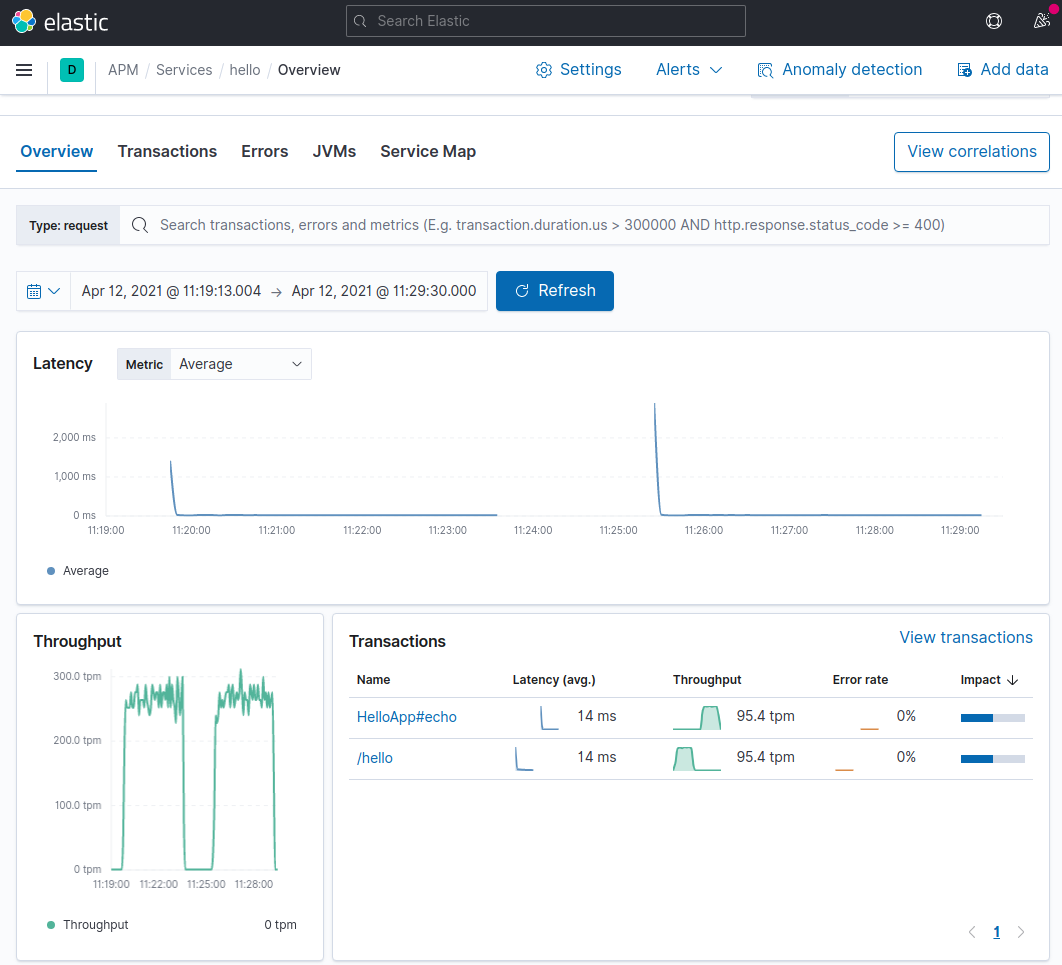 elastic Search Elastic
D APM / Services / hello / Overview Settings Alerts Anomaly detection Add data
Overview Transactions Errors JVMs Service Map View correlations
Type: request Search transactions, errors and metrics (E.g. transaction.duration.us > 300000 AND http.response.status_code >= 400)
Apr 12, 2021 @ 11:19:13.004 → Apr 12, 2021 @ 11:29:30.000 Refresh
Latency Metric Average
2,000 ms
1,000 ms
0 ms
11:19:00 11:20:00 11:21:00 11:22:00 11:23:00 11:24:00 11:25:00 11:26:00 11:27:00 11:28:00 11:29:00
Average
Throughput
300.0 tpm
200.0 tpm
100.0 tpm
0 tpm
11:19:00 11:22:00 11:25:00 11:28:00
Throughput 0 tpm
Transactions View transactions
Name Latency (avg.) Throughput Error rate Impact ↓
HelloApp#echo 14 ms 95.4 tpm 0%
/hello 14 ms 95.4 tpm 0%
< 1 >